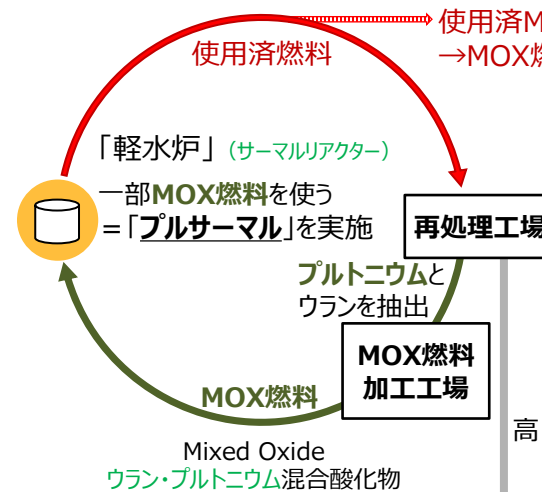 使用済M
→MOX燃
使用済燃料
「軽水炉」（サーマルリアクター）
一部MOX燃料を使う
=「プルサーマル」を実施
再処理工場
プルトニウムと
ウランを抽出
MOX燃料
加工工場
MOX燃料
高
Mixed Oxide
ウラン・プルトニウム混合酸化物